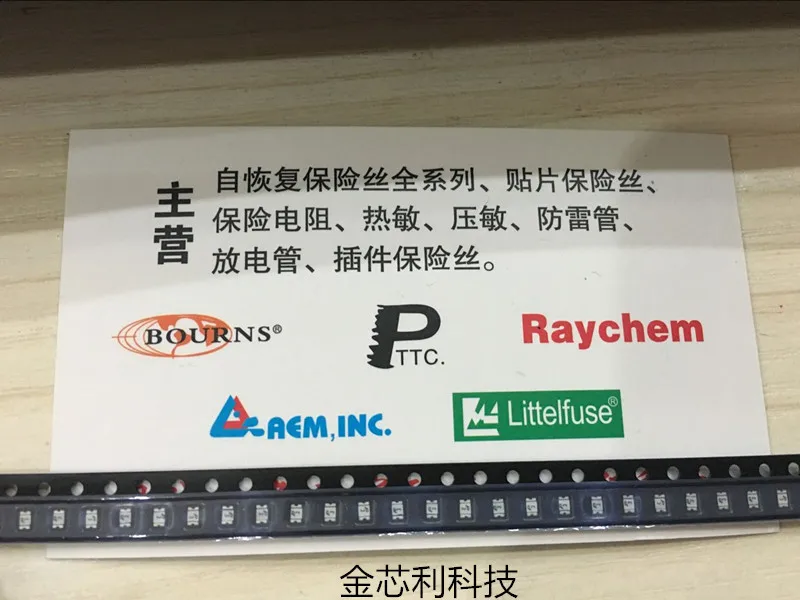 主营
自恢复保险丝全系列、贴片保险丝、
保险电阻、热敏、压敏、防雷管、
放电管、插件保险丝。
BOURNS®
P TTC.
Raychem
AEM,INC.
Littelfuse®
金芯利科技